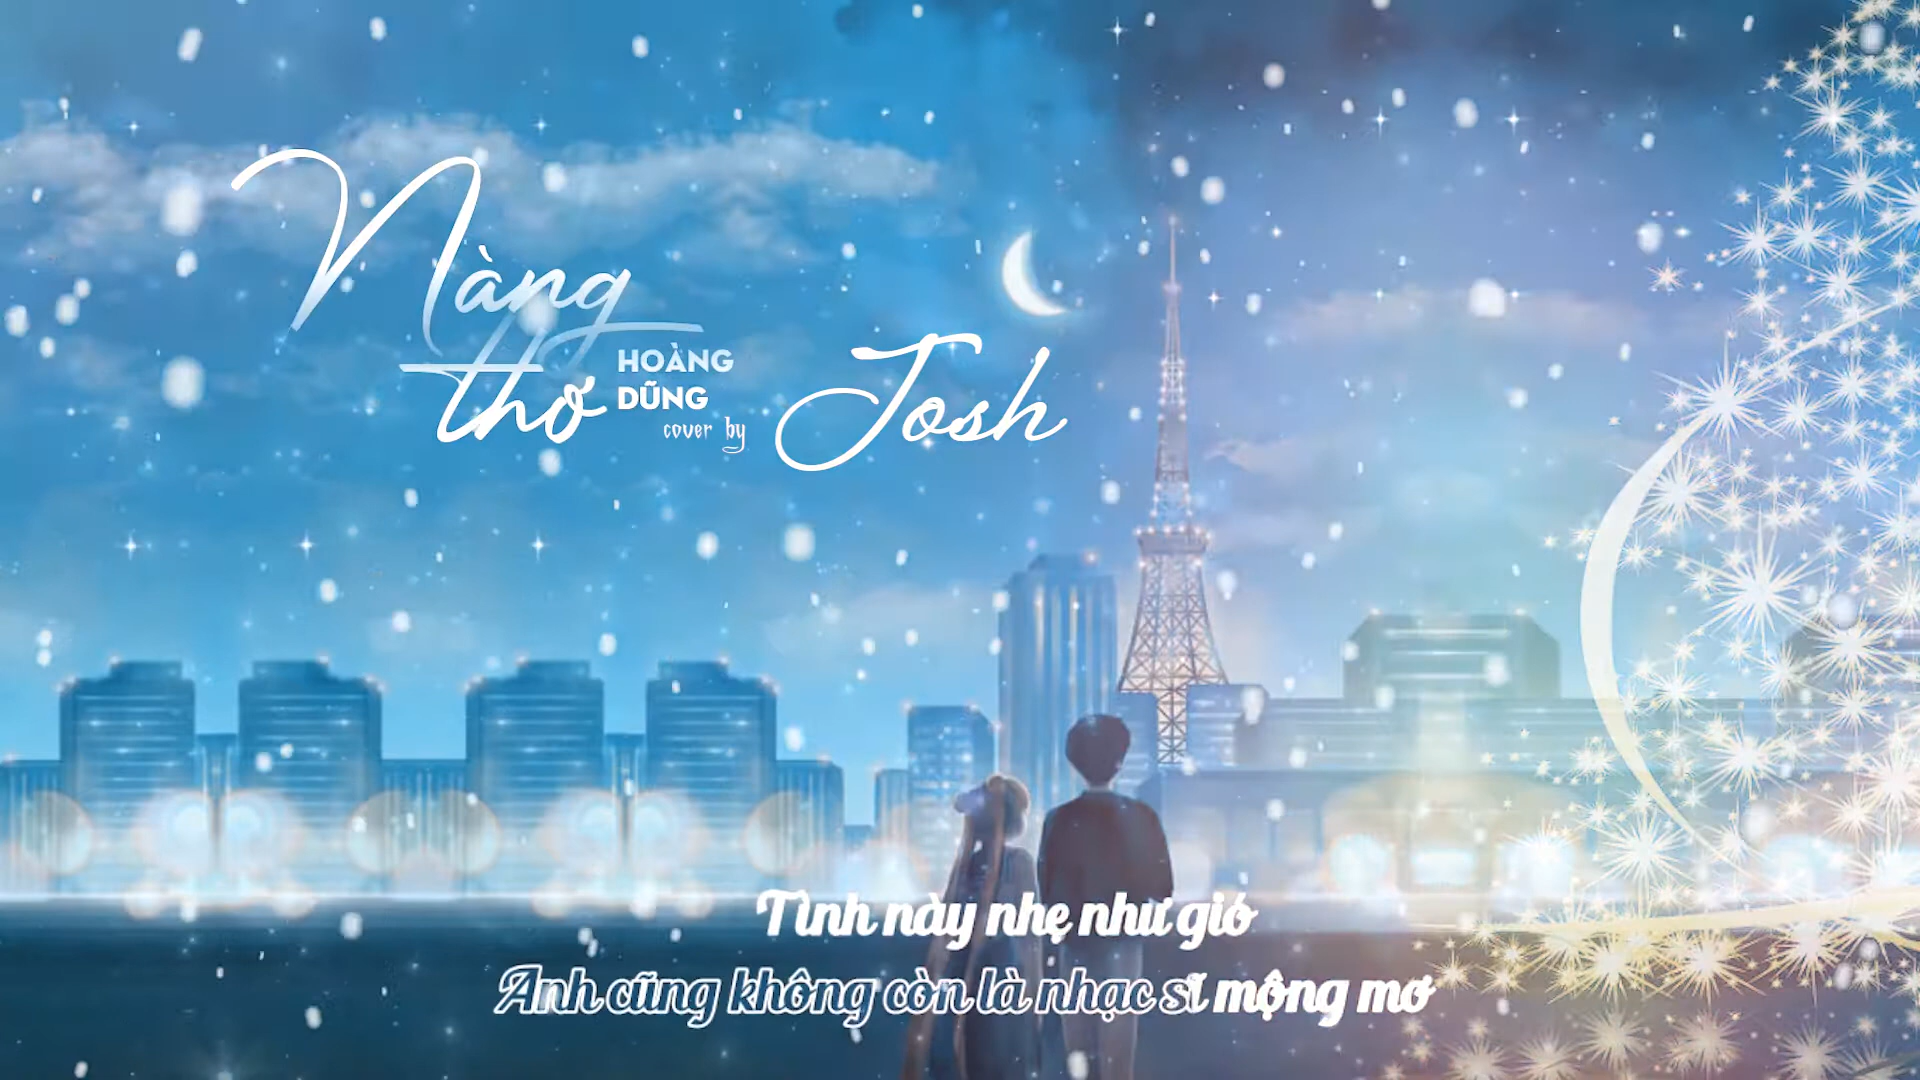 Nàng
thơ
HOÀNG
DŨNG
cover by
Josh
Tình này nhẹ như gió
Anh cũng không còn là nhạc sĩ mộng mơ